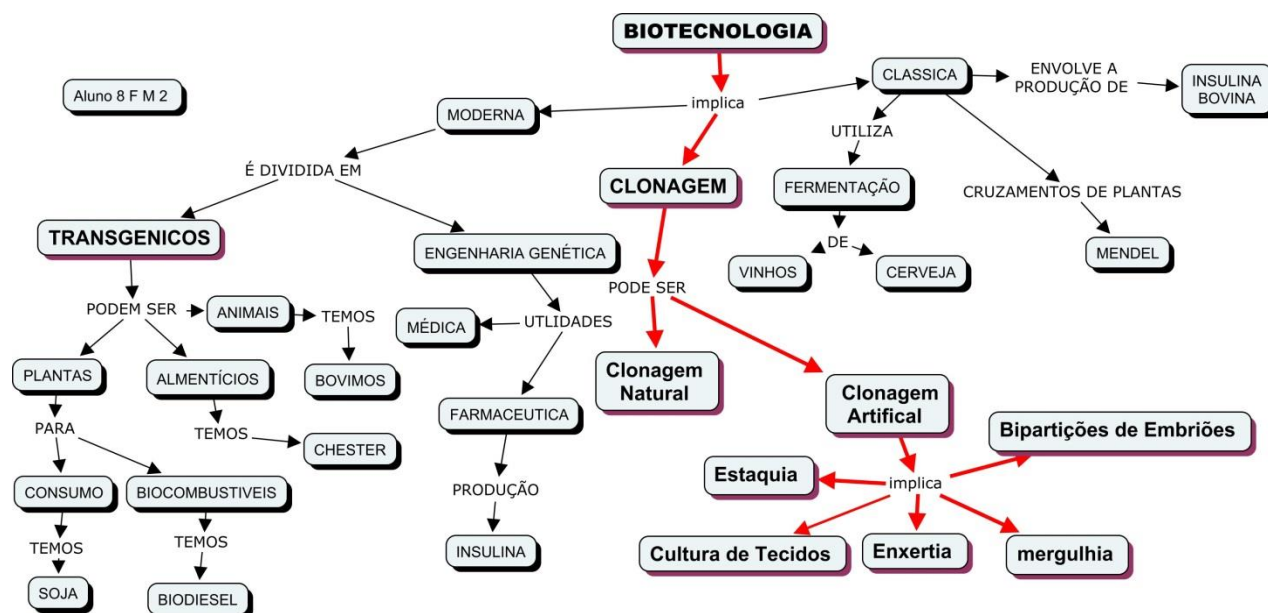 BIOTECNOLOGIA
Aluno 8 F M 2
CLASSICA
ENVOLVE A
PRODUÇÃO DE
INSULINA
BOVINA
MODERNA
implica
UTILIZA
É DIVIDIDA EM
CLONAGEM
FERMENTAÇÃO
CRUZAMENTOS DE PLANTAS
TRANSGENICOS
ENGENHARIA GENÉTICA
DE
MENDEL
VINHOS
CERVEJA
PODEM SER
ANIMAIS
TEMOS
PODE SER
MÉDICA
UTLIDADES
PLANTAS
ALMENTÍCIOS
BOVIMOS
Clonagem
Natural
Clonagem
Artifical
FARMACEUTICA
PARA
TEMOS
CHESTER
Bipartições de Embriões
Estaquia
implica
CONSUMO
BIOCOMBUSTIVEIS
PRODUÇÃO
TEMOS
TEMOS
INSULINA
Cultura de Tecidos
Enxertia
mergulhia
SOJA
BIODIESEL